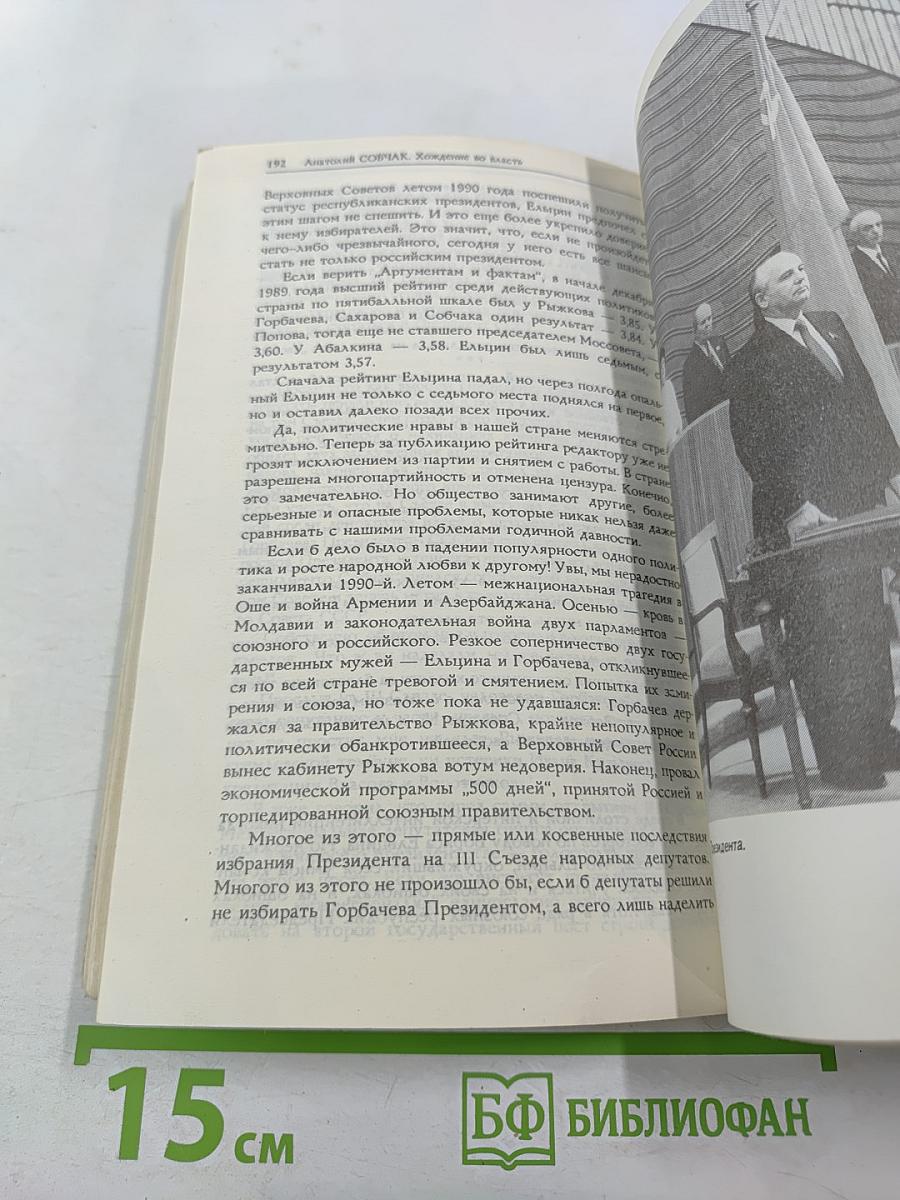 192 Анатолий СОБЧАК. Хождение во власть
Верховных Советов летом 1990 года поспешили получить
статус республиканских президентов, Ельцин предпочел с
этим шагом не спешить. И это еще более укрепило доверие
к нему избирателей. Это значит, что, если не произойдет
чего-либо чрезвычайного, сегодня у него есть все шансы
стать не только российским президентом.
Если верить „Аргументам и фактам“, в начале декабря
1989 года высший рейтинг среди действующих политиков
страны по пятибалльной шкале был у Рыжкова — 3,85. У
Горбачева, Сахарова и Собчака один результат — 3,84. У
Попова, тогда еще не ставшего председателем Моссовета, —
3,60. У Абалкина — 3,58. Ельцин был лишь седьмым, с
результатом 3,57.
Сначала рейтинг Ельцина падал, но через полгода опаль-
ный Ельцин не только с седьмого места поднялся на первое,
но и оставил далеко позади всех прочих.
Да, политические нравы в нашей стране меняются стре-
мительно. Теперь за публикацию рейтинга редактору уже не
грозят исключением из партии и снятием с работы. В стране
разрешена многопартийность и отменена цензура. Конечно,
это замечательно. Но общество занимают другие, более
серьезные и опасные проблемы, которые никак нельзя даже
сравнивать с нашими проблемами годичной давности.
Если б дело было в падении популярности одного поли-
тика и росте народной любви к другому! Увы, мы нерадостно
заканчивали 1990-й. Летом — межнациональная трагедия в
Оше и война Армении и Азербайджана. Осенью — кровь в
Молдавии и законодательная война двух парламентов —
союзного и российского. Резкое соперничество двух госу-
дарственных мужей — Ельцина и Горбачева, откликнувшее-
ся по всей стране тревогой и смятением. Попытка их зами-
рения и союза, но тоже пока не удавшаяся: Горбачев дер-
жался за правительство Рыжкова, крайне непопулярное и
политически обанкротившееся, а Верховный Совет России
вынес кабинету Рыжкова вотум недоверия. Наконец, провал
экономической программы „500 дней“, принятой Россией и
торпедированной союзным правительством.
Многое из этого — прямые или косвенные последствия
избрания Президента на III Съезде народных депутатов.
Многого из этого не произошло бы, если б депутаты решили
не избирать Горбачева Президентом, а всего лишь наделить
резидента.
15 см
БФ БИБЛИОФАН